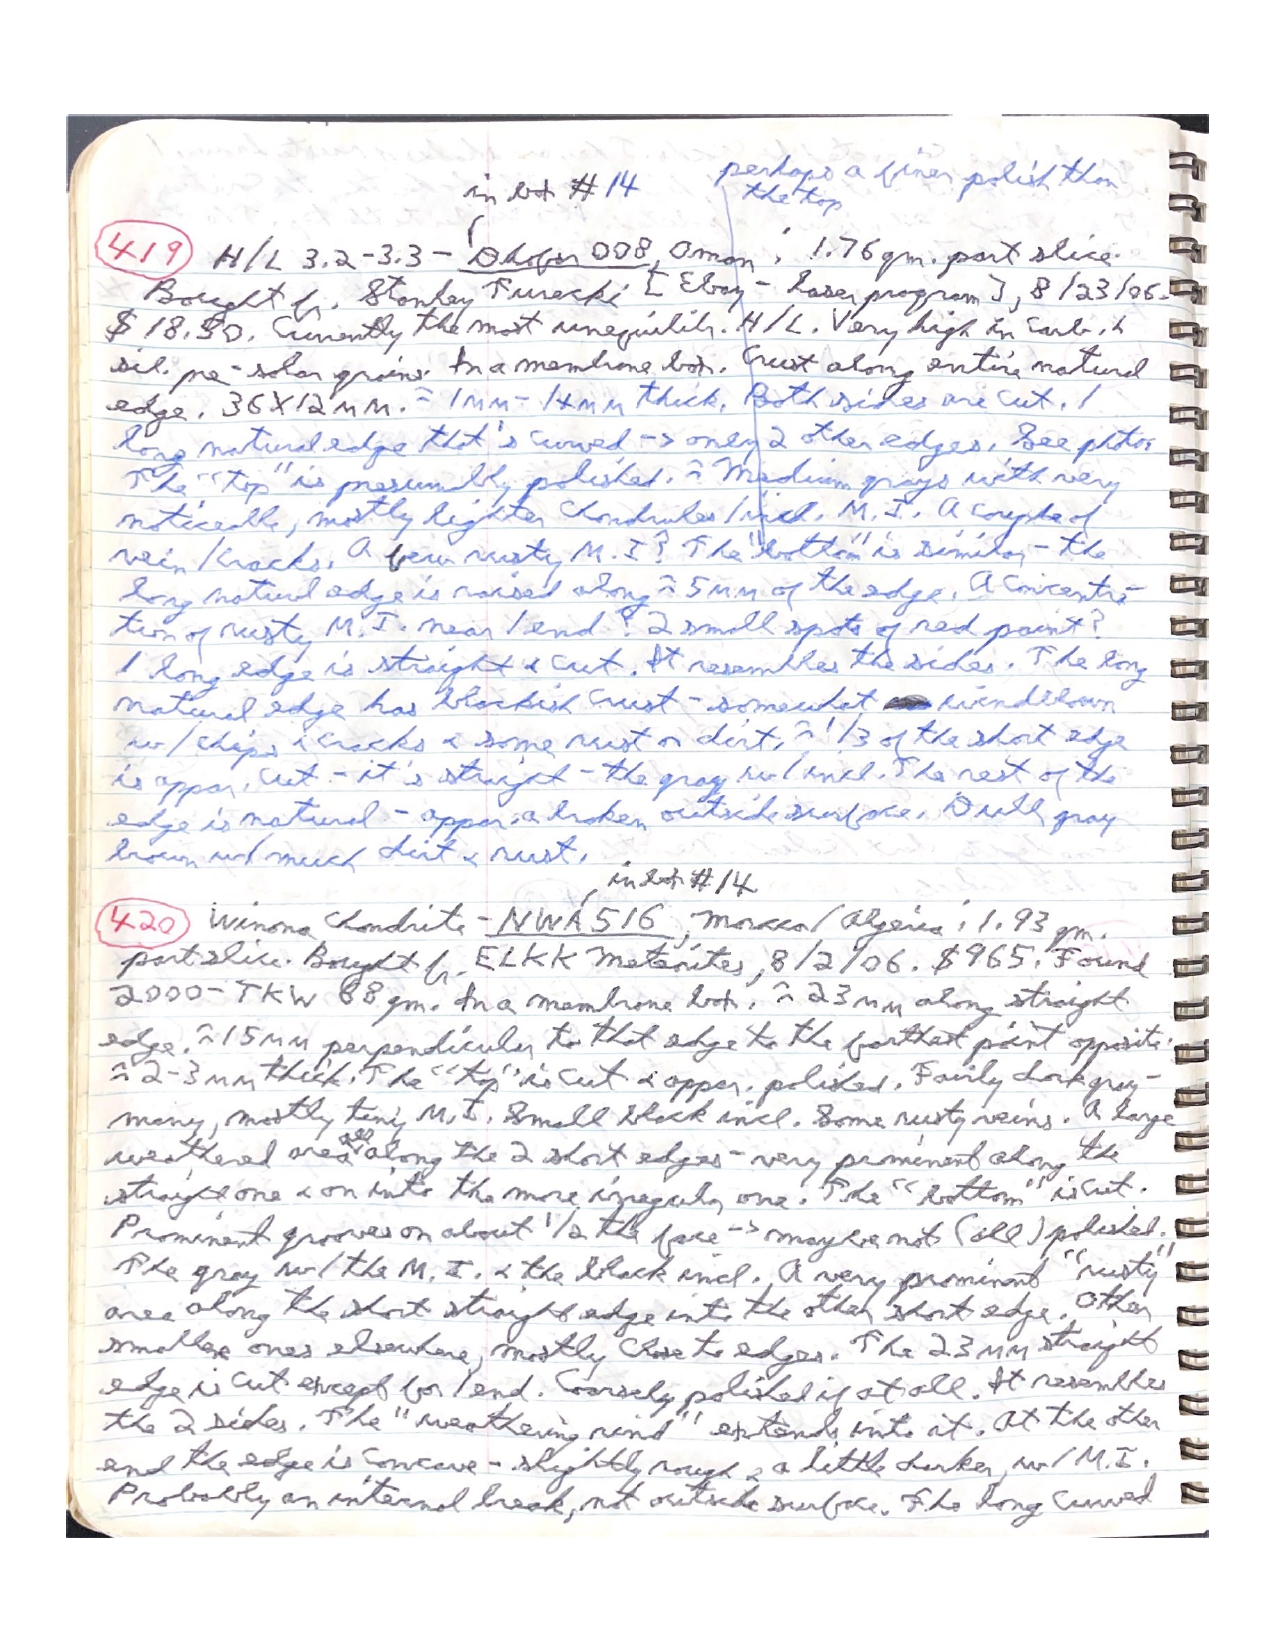 perhaps a finer polish than
the top
in box #14
419 H/L 3.2-3.3 - Dhofar 008, Oman; 1.76 gm. part slice.
Bought fr. Stanley Turecki [Ebay - laser program], 8/23/06.
$18.50. Currently the most unequilib. H/L. Very high in carb. &
sil. pre-solar grains. In a membrane box. Crust along entire natural
edge. 36X12MM. ≈ 1MM- 14MM thick. Both sides are cut. 1
long natural edge that's curved -> only 2 other edges. See photos
The "top" is presumably polished. ≈ Medium grays with very
noticeable, mostly lighter chondrules/incl. M.I. A couple of
vein/cracks. A few rusty M.I? The "bottom" is similar - the
long natural edge is raised along ≈ 5MM of the edge. A concentra-
tion of rusty M.I. near 1 end? 2 small spots of red paint?
1 long edge is straight & cut. It resembles the sides. The long
natural edge has blackish crust - somewhat windblown
w/chips & cracks & some rust or dirt. ≈ 1/3 of the short edge
is appar. cut - it's straight - the gray w/incl. The rest of the
edge is natural - appar. a broken outside surface. Dull gray
brown w/ much dirt & rust.
in box #14
420 Winona Chondrite - NWA 516, Morocco/Algeria; 1.93 gm.
part slice. Bought fr. ELKK Meteorites, 8/2/06. $965. Found
2000 - TKW 88 gm. In a membrane box. ≈ 23MM along straight
edge. ≈ 15MM perpendicular to that edge to the farthest point opposite.
≈ 2-3MM thick. The "top" is cut & appar. polished. Fairly dark gray -
many, mostly tiny M.I. Small black incl. Some rusty veins. A large
weathered area all along the 2 short edges - very prominent along the
straight one & on into the more irregular one. The "bottom" is cut.
Prominent grooves on about 1/2 the face -> maybe not (all) polished.
The gray w/ the M.I. & the black incl. A very prominent "rusty"
area along the short straight edge into the other short edge. Other
smaller ones elsewhere, mostly close to edges. The 23MM straight
edge is cut except for 1 end. Coarsely polished if at all. It resembles
the 2 sides. The "weathering rind" extends into it. At the other
end the edge is concave - slightly rough & a little darker, w/ M.I.
Probably an internal break, not outside surface. The long curved